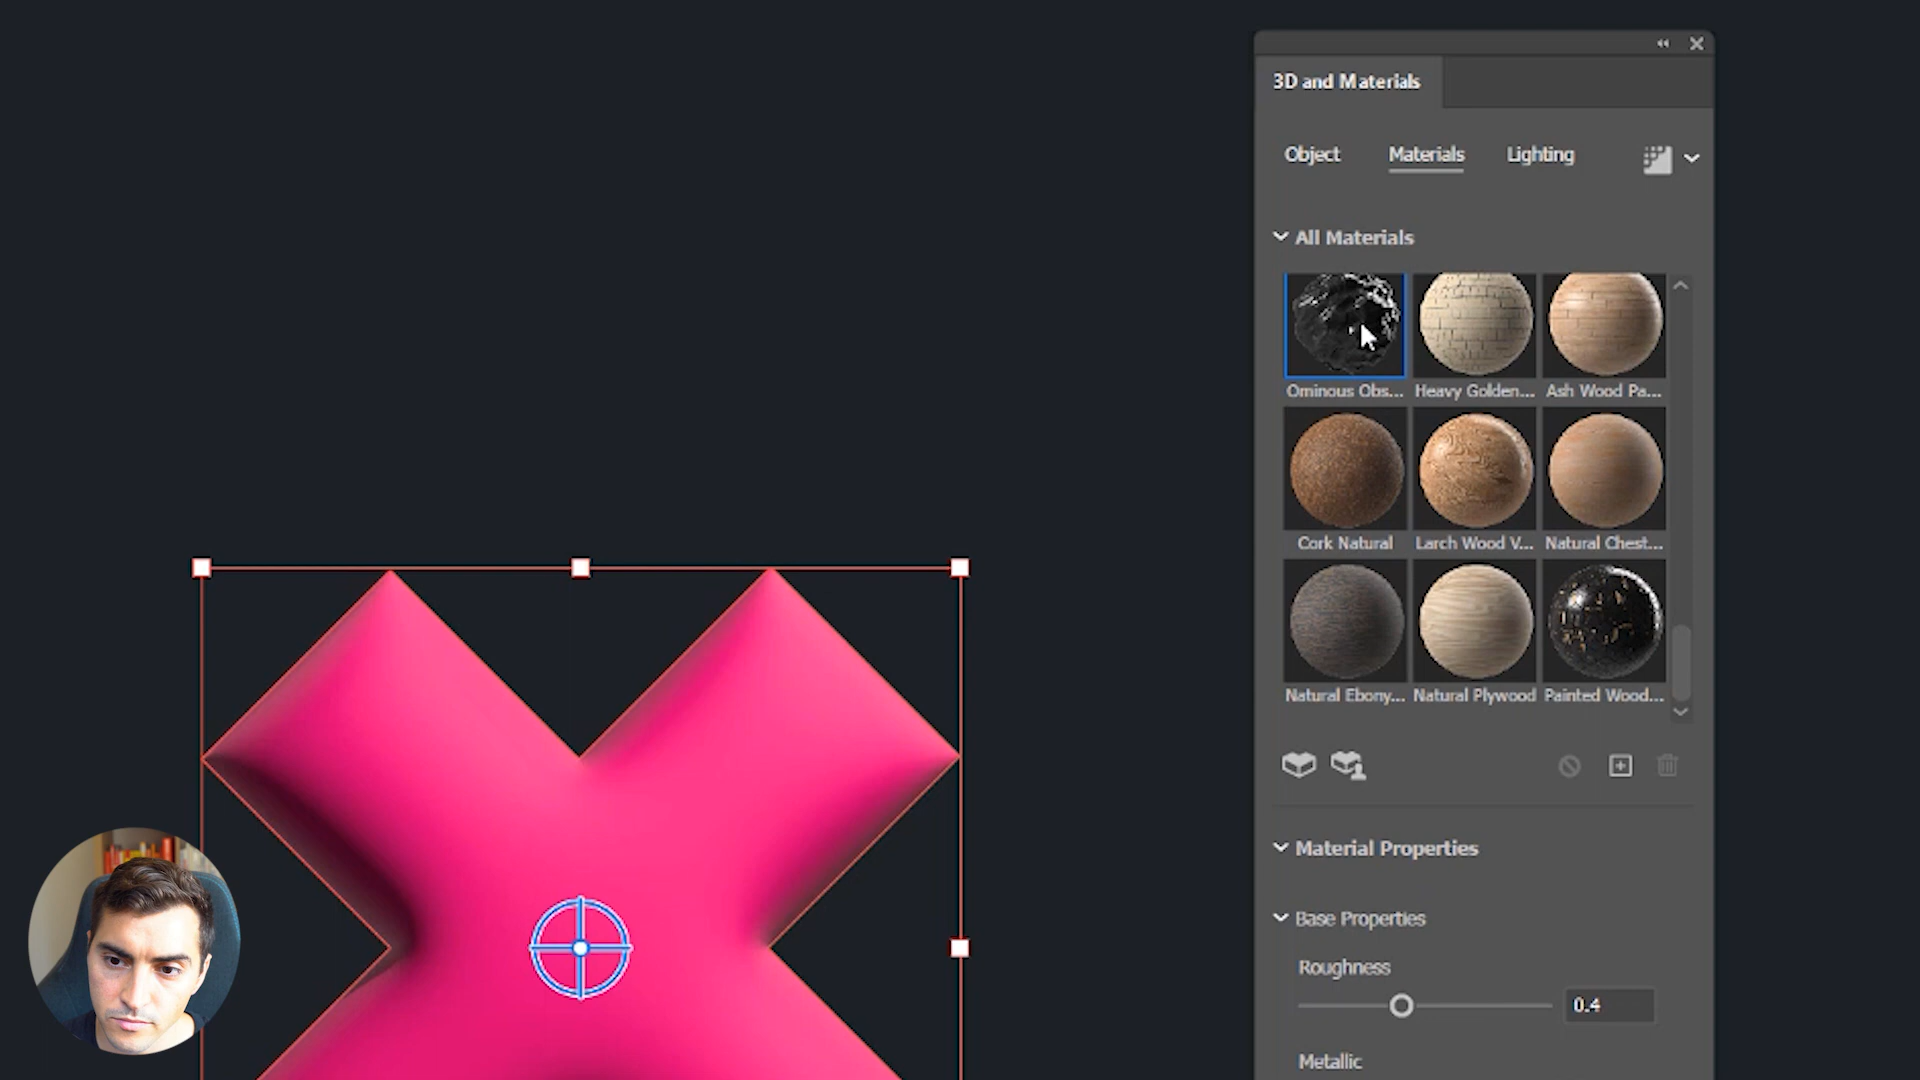 3D and Materials
Object Materials Lighting
All Materials
Ominous Obs... Heavy Golden... Ash Wood Pa...
Cork Natural Larch Wood V... Natural Chest...
Natural Ebony... Natural Plywood Painted Wood...
Material Properties
Base Properties
Roughness
0.4
Metallic